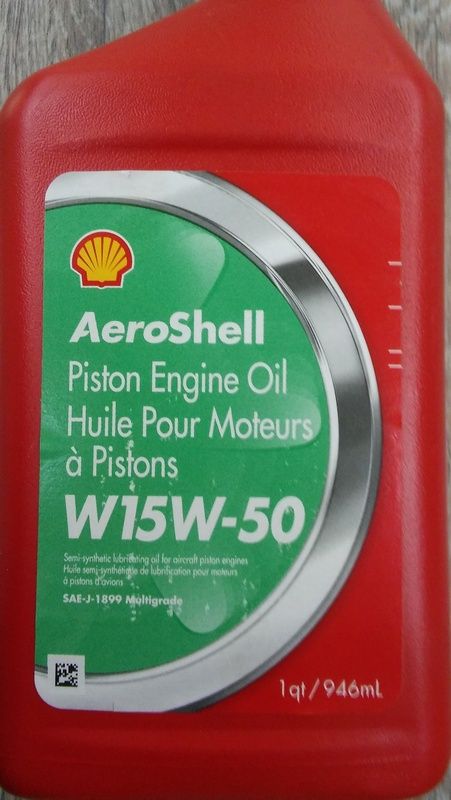 AeroShell
Piston Engine Oil
Huile Pour Moteurs
à Pistons
W15W-50
Semi-synthetic lubricating oil for aircraft piston engines
Huile semi-synthétique de lubrification pour moteurs
à pistons d'avions
SAE-J-1899 Multigrade
1qt/946mL